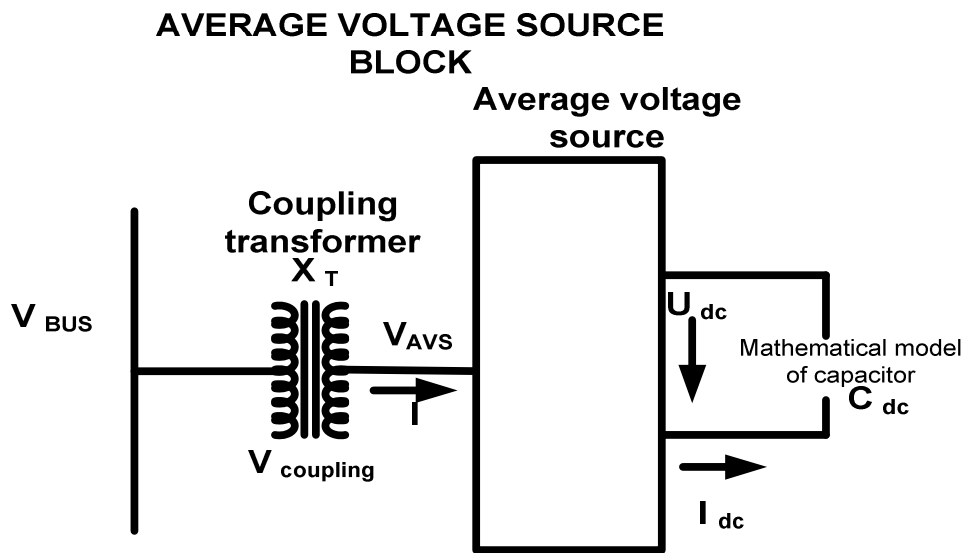 AVERAGE VOLTAGE SOURCE
BLOCK
Average voltage
source
Coupling
transformer
X T
V BUS
VAVS
I
V coupling
U dc
Mathematical model
of capacitor
C dc
I dc